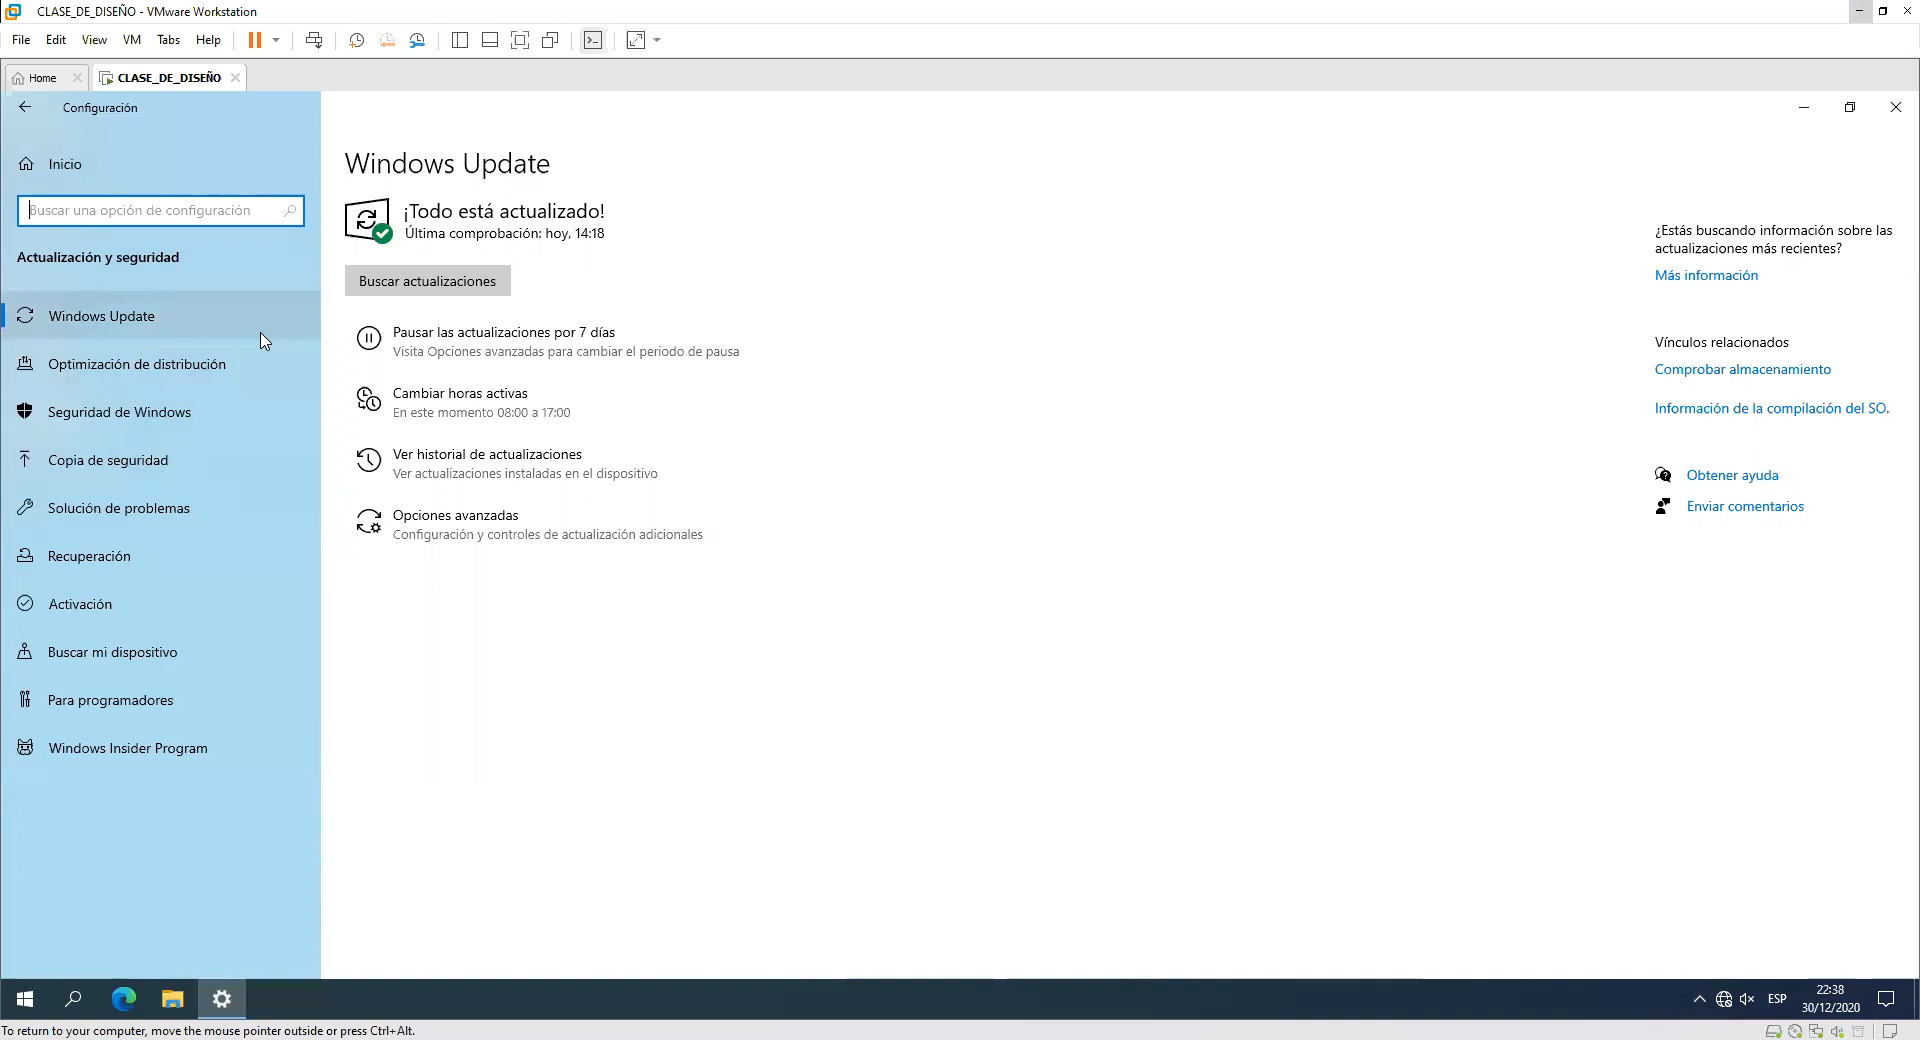 CLASE_DE_DISEÑO - VMware Workstation
File Edit View VM Tabs Help
Home CLASE_DE_DISEÑO
Configuración
Inicio
Buscar una opción de configuración
Actualización y seguridad
Windows Update
Optimización de distribución
Seguridad de Windows
Copia de seguridad
Solución de problemas
Recuperación
Activación
Buscar mi dispositivo
Para programadores
Windows Insider Program
Windows Update
¡Todo está actualizado!
Última comprobación: hoy, 14:18
Buscar actualizaciones
Pausar las actualizaciones por 7 días
Visita Opciones avanzadas para cambiar el periodo de pausa
Cambiar horas activas
En este momento 08:00 a 17:00
Ver historial de actualizaciones
Ver actualizaciones instaladas en el dispositivo
Opciones avanzadas
Configuración y controles de actualización adicionales
¿Estás buscando información sobre las
actualizaciones más recientes?
Más información
Vínculos relacionados
Comprobar almacenamiento
Información de la compilación del SO.
Obtener ayuda
Enviar comentarios
ESP
22:38
30/12/2020
To return to your computer, move the mouse pointer outside or press Ctrl+Alt.